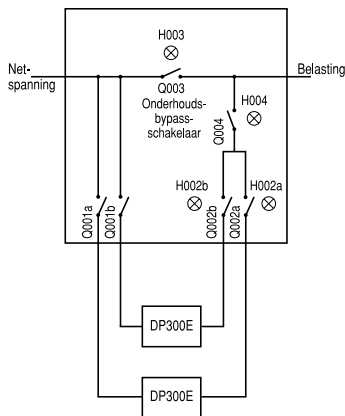 H003
Net-
spanning
Belasting
Q003
Onderhouds-
bypass-
schakelaar
H004
Q004
H002b
H002a
Q001a
Q001b
Q002b
Q002a
DP300E
DP300E